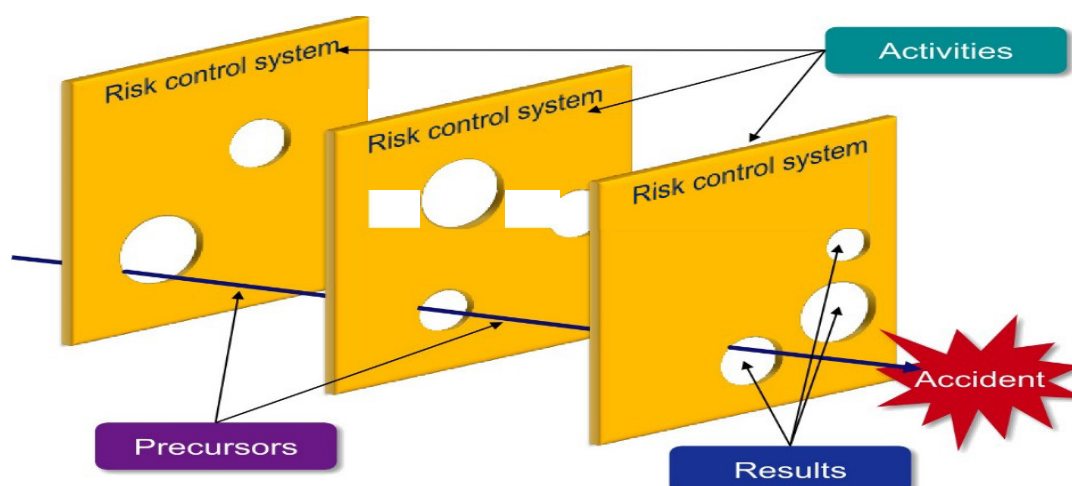 Risk control system
Activities
Risk control system
Risk control system
Accident
Precursors
Results